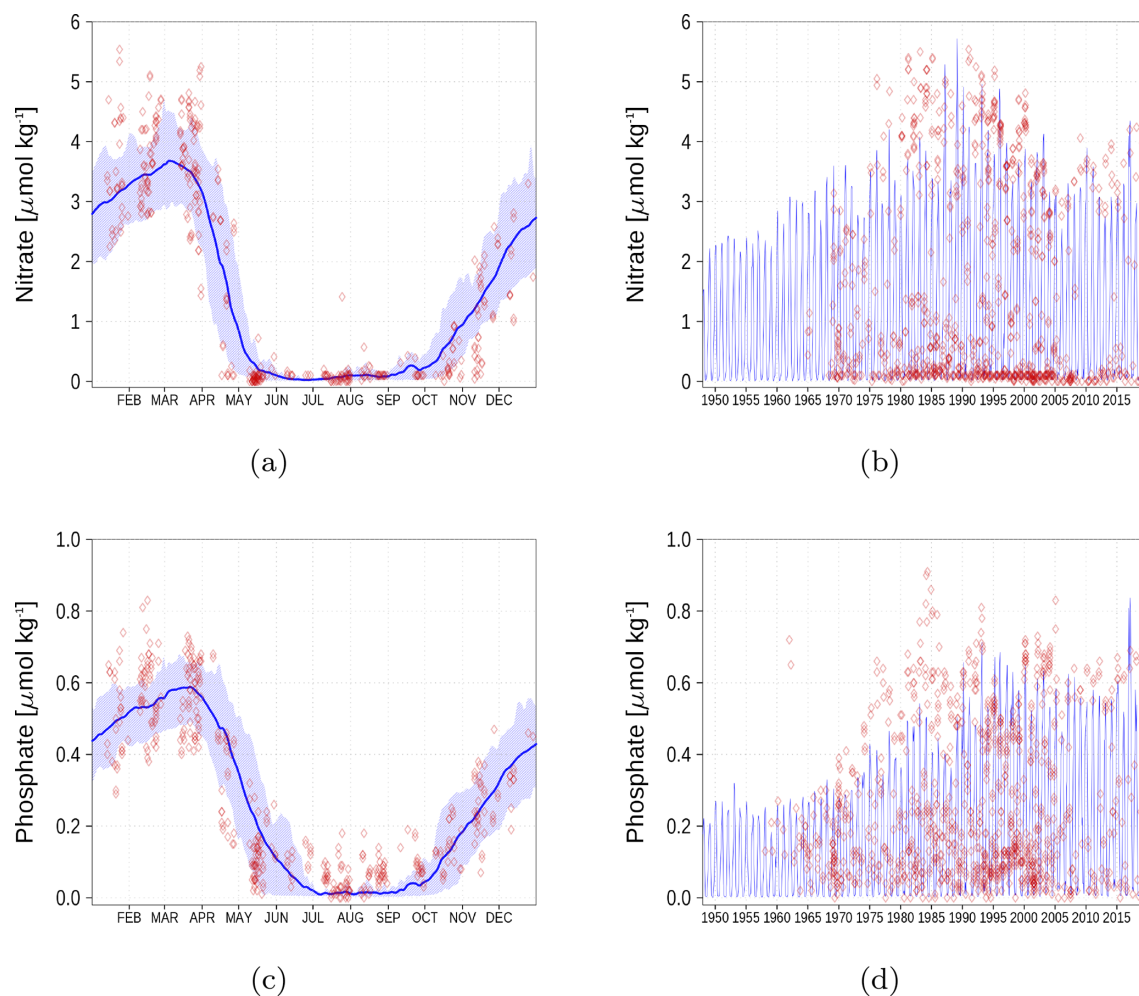 Nitrate [μmol kg⁻¹]
6
5
4
3
2
1
0
FEB MAR APR MAY JUN JUL AUG SEP OCT NOV DEC
(a)
Nitrate [μmol kg⁻¹]
6
5
4
3
2
1
0
1950 1955 1960 1965 1970 1975 1980 1985 1990 1995 2000 2005 2010 2015
(b)
Phosphate [μmol kg⁻¹]
1.0
0.8
0.6
0.4
0.2
0.0
FEB MAR APR MAY JUN JUL AUG SEP OCT NOV DEC
(c)
Phosphate [μmol kg⁻¹]
1.0
0.8
0.6
0.4
0.2
0.0
1950 1955 1960 1965 1970 1975 1980 1985 1990 1995 2000 2005 2010 2015
(d)